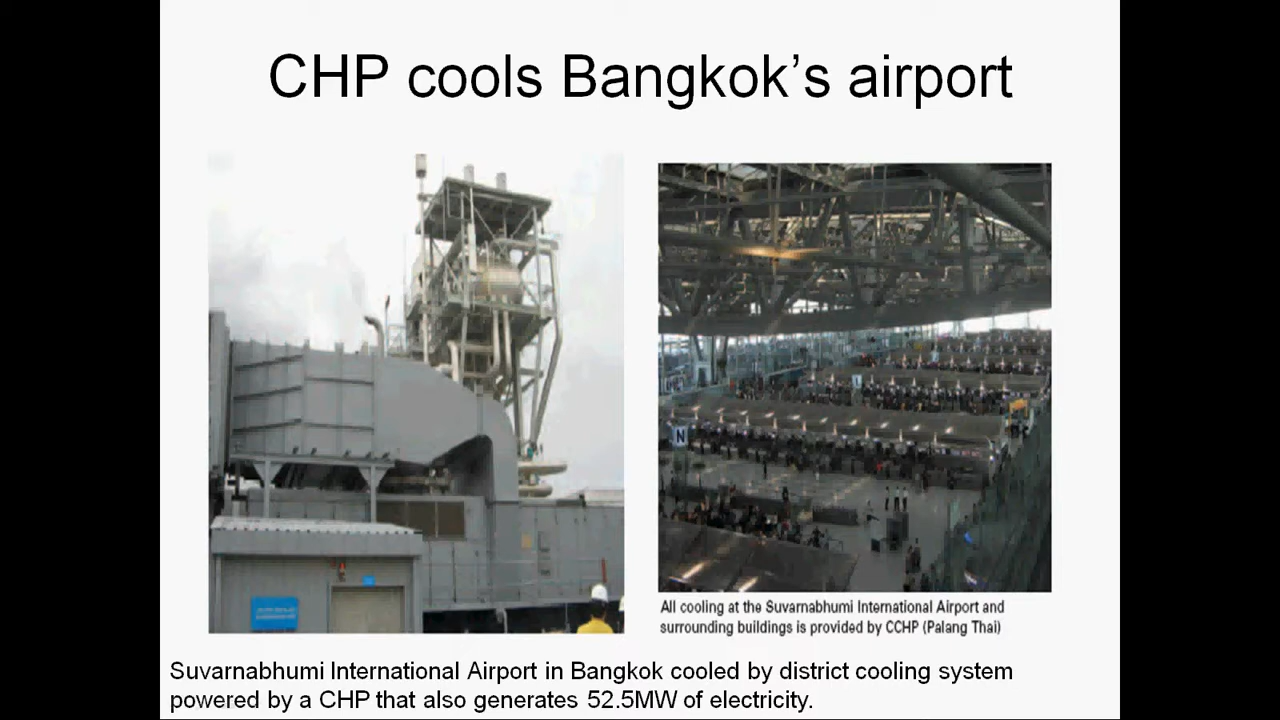 CHP cools Bangkok’s airport
N
All cooling at the Suvarnabhumi International Airport and
surrounding buildings is provided by CCHP (Palang Thai)
Suvarnabhumi International Airport in Bangkok cooled by district cooling system
powered by a CHP that also generates 52.5MW of electricity.